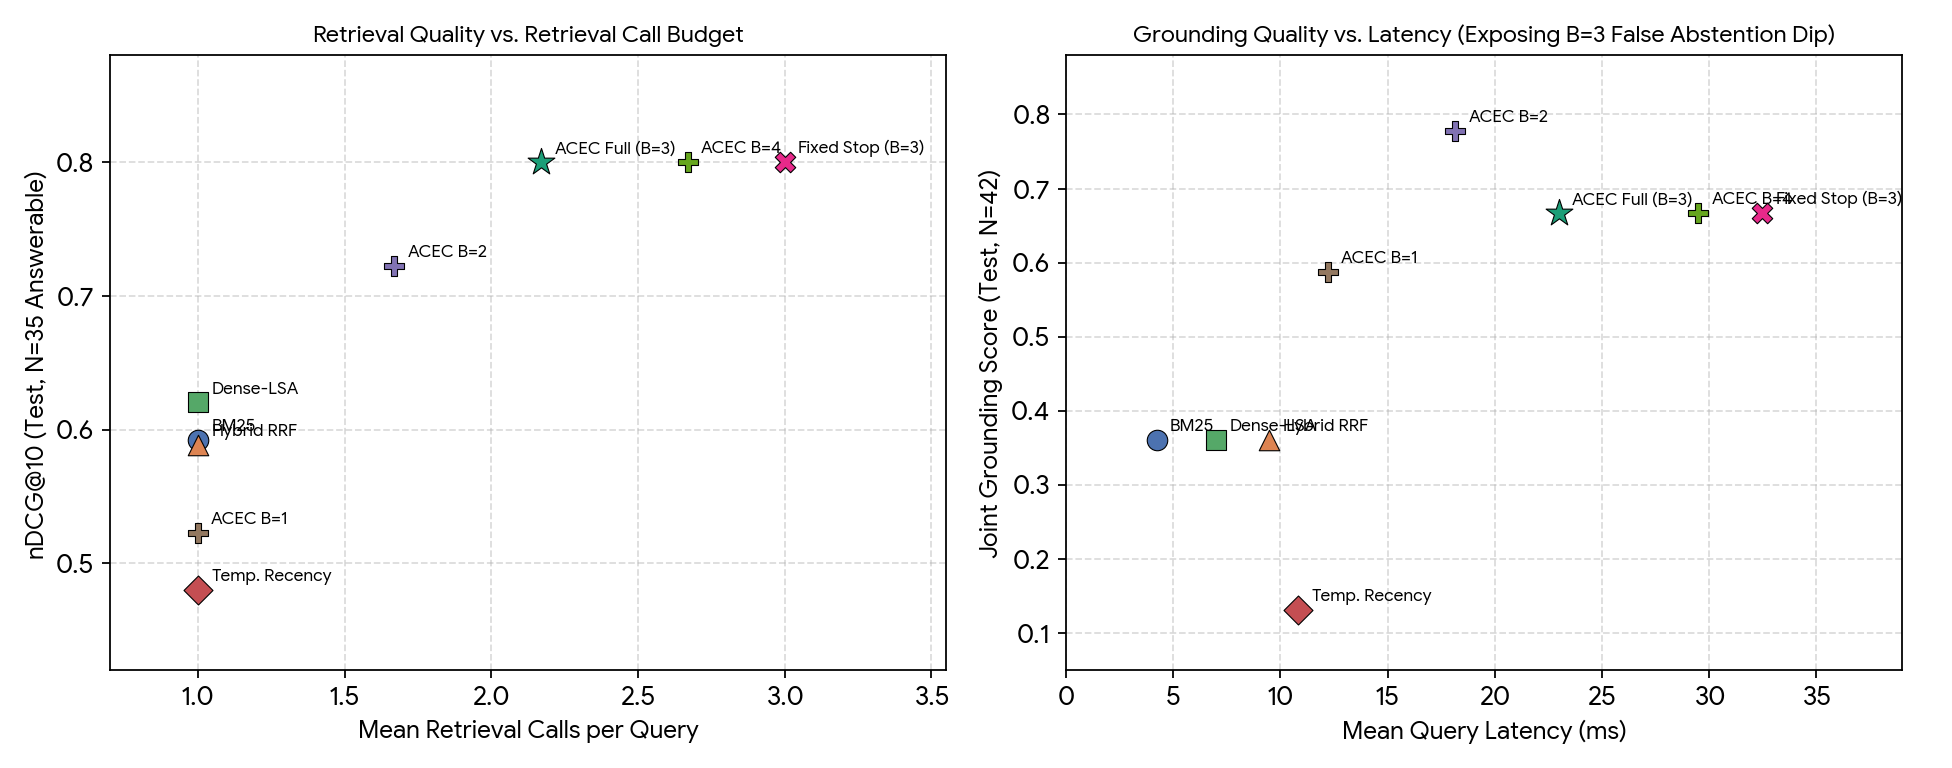 Retrieval Quality vs. Retrieval Call Budget
nDCG@10 (Test, N=35 Answerable)
0.8
0.7
0.6
0.5
ACEC Full (B=3)
ACEC B=4
Fixed Stop (B=3)
ACEC B=2
Dense-LSA
BM25
Hybrid RRF
ACEC B=1
Temp. Recency
1.0
1.5
2.0
2.5
3.0
3.5
Mean Retrieval Calls per Query
Grounding Quality vs. Latency (Exposing B=3 False Abstention Dip)
Joint Grounding Score (Test, N=42)
0.8
0.7
0.6
0.5
0.4
0.3
0.2
0.1
ACEC B=2
ACEC Full (B=3)
ACEC B=4
Fixed Stop (B=3)
ACEC B=1
BM25
Dense-LSA
Hybrid RRF
Temp. Recency
0
5
10
15
20
25
30
35
Mean Query Latency (ms)